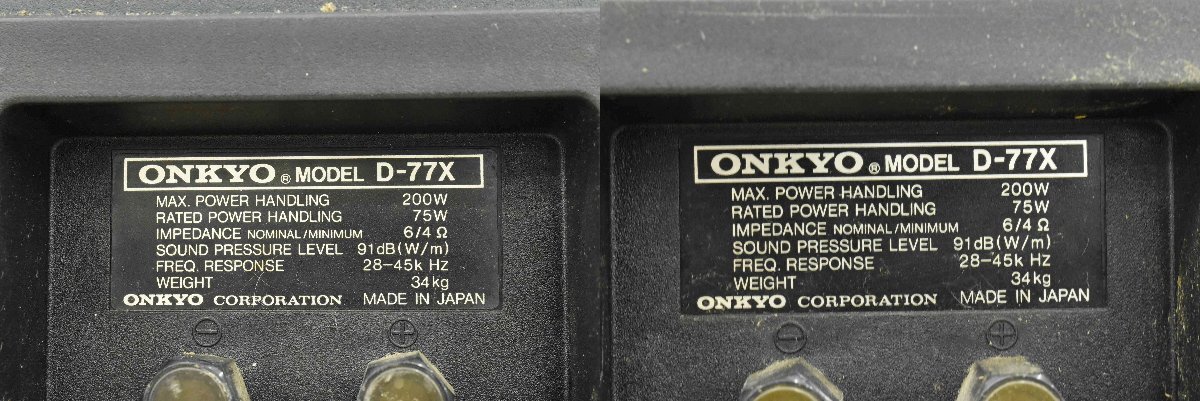 ONKYO ® MODEL D-77X
MAX. POWER HANDLING 200W
RATED POWER HANDLING 75W
IMPEDANCE NOMINAL/MINIMUM 6/4 Ω
SOUND PRESSURE LEVEL 91dB(W/m)
FREQ. RESPONSE 28-45k Hz
WEIGHT 34kg
ONKYO CORPORATION MADE IN JAPAN
- +
ONKYO ® MODEL D-77X
MAX. POWER HANDLING 200W
RATED POWER HANDLING 75W
IMPEDANCE NOMINAL/MINIMUM 6/4 Ω
SOUND PRESSURE LEVEL 91dB(W/m)
FREQ. RESPONSE 28-45k Hz
WEIGHT 34kg
ONKYO CORPORATION MADE IN JAPAN
- +